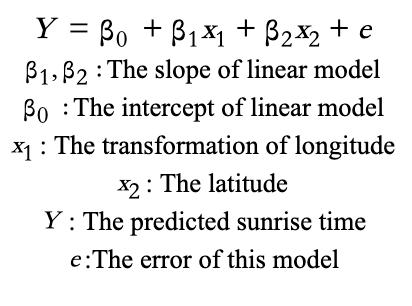 Y = β₀ + β₁x₁ + β₂x₂ + e
β₁, β₂ : The slope of linear model
β₀ : The intercept of linear model
x₁ : The transformation of longitude
x₂ : The latitude
Y : The predicted sunrise time
e:The error of this model